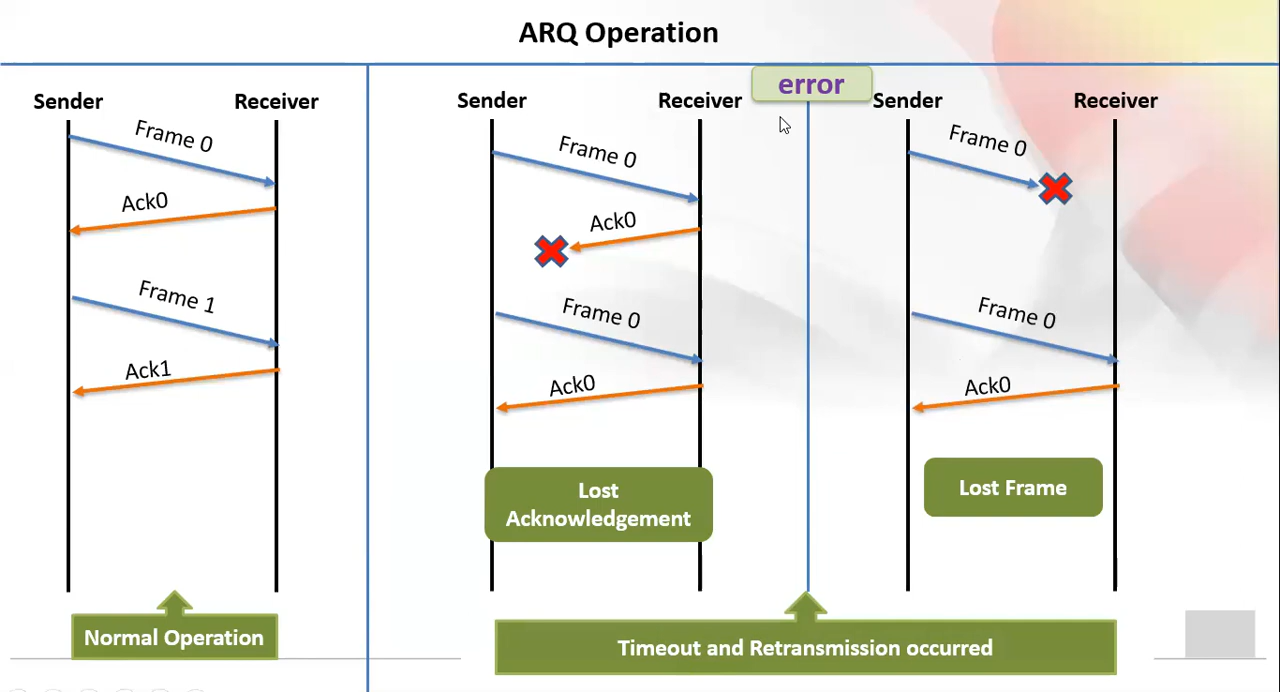 ARQ Operation
Sender
Receiver
Frame 0
Ack0
Frame 1
Ack1
Normal Operation
error
Sender
Receiver
Frame 0
Ack0
Frame 0
Ack0
Lost
Acknowledgement
Sender
Receiver
Frame 0
Frame 0
Ack0
Lost Frame
Timeout and Retransmission occurred